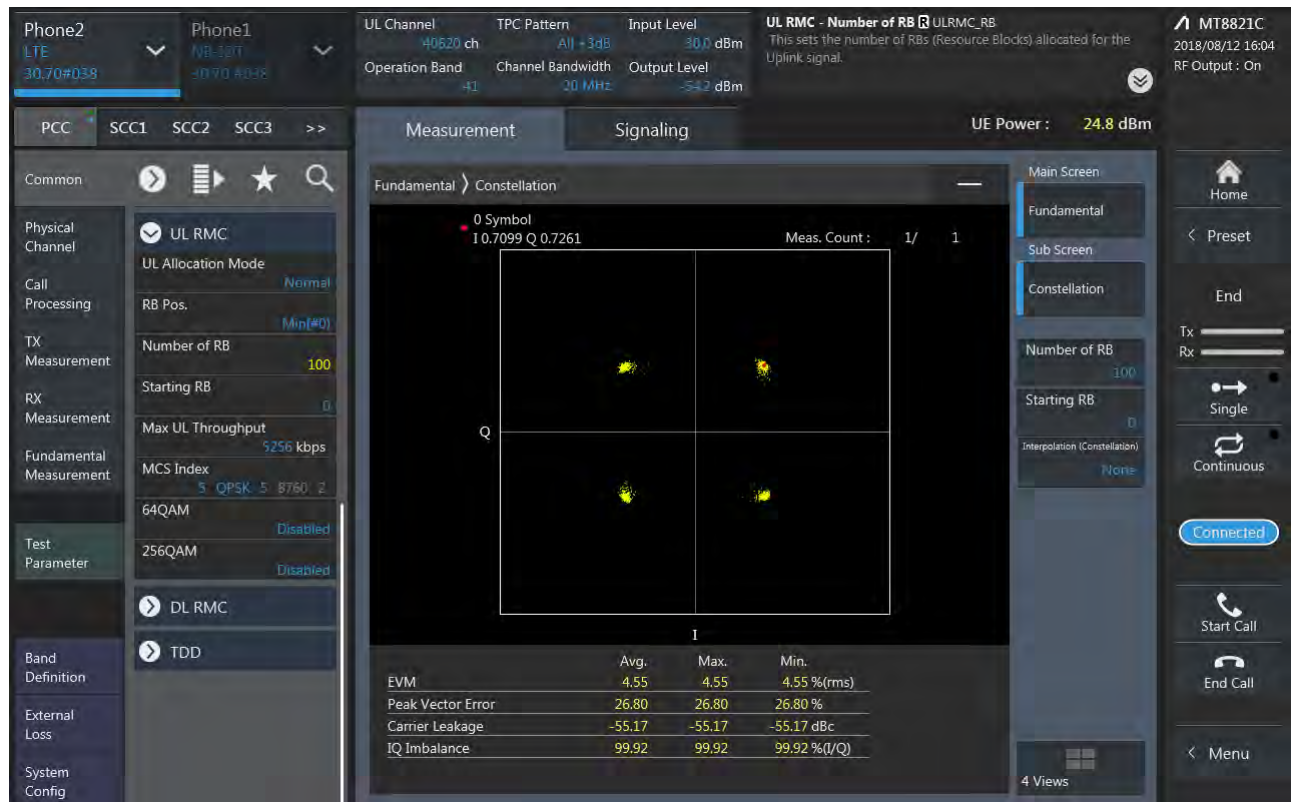 Phone2
LTE
30.70#038
Phone1
UL Channel
40620 ch
TPC Pattern
All +3dB
Input Level
30.0 dBm
Operation Band
41
Channel Bandwidth
20 MHz
Output Level
-54.2 dBm
UL RMC - Number of RB R ULRMC_RB
This sets the number of RBs (Resource Blocks) allocated for the
Uplink signal.
MT8821C
2018/08/12 16:04
RF Output : On
PCC SCC1 SCC2 SCC3 >>
Measurement
Signaling
UE Power : 24.8 dBm
Common
Physical
Channel
Call
Processing
TX
Measurement
RX
Measurement
Fundamental
Measurement
Test
Parameter
Band
Definition
External
Loss
System
Config
UL RMC
UL Allocation Mode
Normal
RB Pos.
Min(#0)
Number of RB
100
Starting RB
0
Max UL Throughput
5256 kbps
MCS Index
5 QPSK 5 8760 2
64QAM
Disabled
256QAM
Disabled
DL RMC
TDD
Fundamental > Constellation
0 Symbol
I 0.7099 Q 0.7261
Meas. Count : 1/ 1
Q
I
Avg. Max. Min.
EVM 4.55 4.55 4.55 %(rms)
Peak Vector Error 26.80 26.80 26.80 %
Carrier Leakage -55.17 -55.17 -55.17 dBc
IQ Imbalance 99.92 99.92 99.92 %(I/Q)
Main Screen
Fundamental
Sub Screen
Constellation
Number of RB
100
Starting RB
0
Interpolation (Constellation)
None
4 Views
Home
< Preset
End
Tx
Rx
Single
Continuous
Connected
Start Call
End Call
< Menu